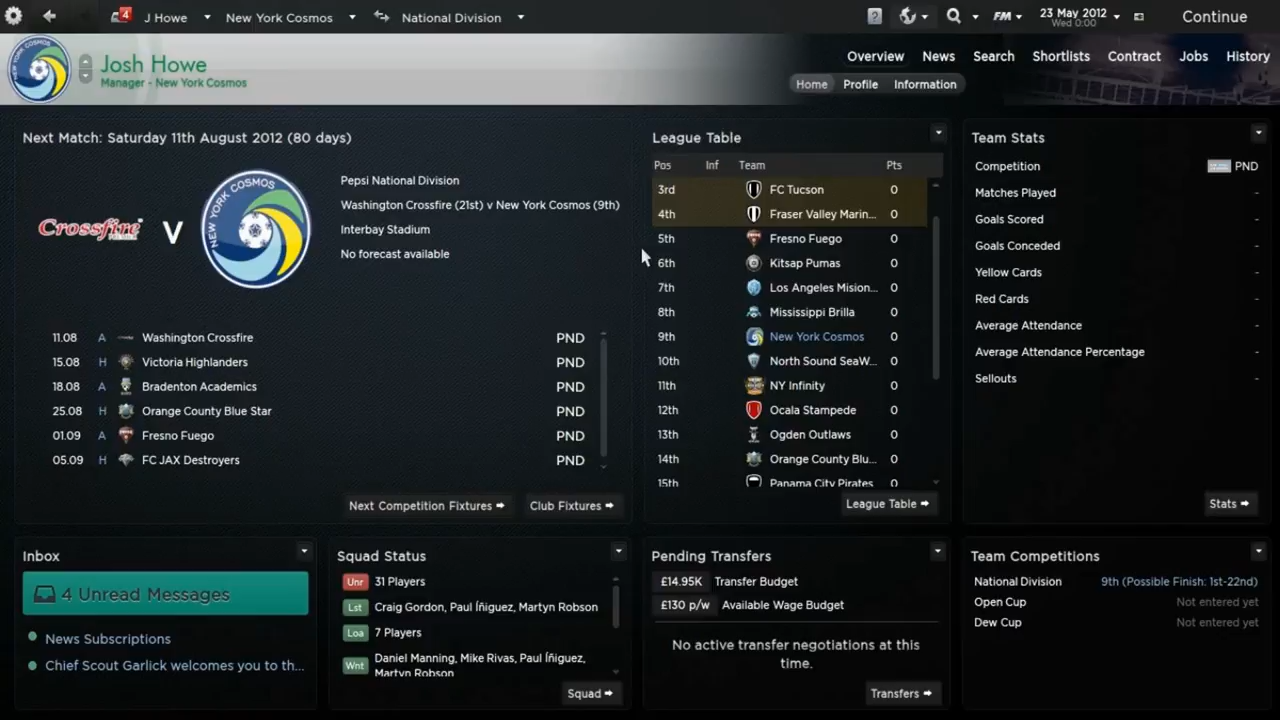 4 J Howe New York Cosmos National Division ? FM 23 May 2012 Continue
Wed 0:00
NEW YORK COSMOS
Josh Howe
Manager - New York Cosmos
Overview News Search Shortlists Contract Jobs History
Home Profile Information
Next Match: Saturday 11th August 2012 (80 days)
Crossfire V NEW YORK COSMOS
Pepsi National Division
Washington Crossfire (21st) v New York Cosmos (9th)
Interbay Stadium
No forecast available
11.08 A Washington Crossfire PND
15.08 H Victoria Highlanders PND
18.08 A Bradenton Academics PND
25.08 H Orange County Blue Star PND
01.09 A Fresno Fuego PND
05.09 H FC JAX Destroyers PND
Next Competition Fixtures Club Fixtures
League Table
Pos Inf Team Pts
3rd FC Tucson 0
4th Fraser Valley Marin... 0
5th Fresno Fuego 0
6th Kitsap Pumas 0
7th Los Angeles Mision... 0
8th Mississippi Brilla 0
9th New York Cosmos 0
10th North Sound SeaW... 0
11th NY Infinity 0
12th Ocala Stampede 0
13th Ogden Outlaws 0
14th Orange County Blu... 0
15th Panama City Pirates 0
League Table
Team Stats
Competition PND
Matches Played -
Goals Scored -
Goals Conceded -
Yellow Cards -
Red Cards -
Average Attendance -
Average Attendance Percentage -
Sellouts -
Stats
Inbox
4 Unread Messages
News Subscriptions
Chief Scout Garlick welcomes you to th...
Squad Status
Unr 31 Players
Lst Craig Gordon, Paul Íñiguez, Martyn Robson
Loa 7 Players
Wnt Daniel Manning, Mike Rivas, Paul Íñiguez,
Martyn Robson
Squad
Pending Transfers
£14.95K Transfer Budget
£130 p/w Available Wage Budget
No active transfer negotiations at this
time.
Transfers
Team Competitions
National Division 9th (Possible Finish: 1st-22nd)
Open Cup Not entered yet
Dew Cup Not entered yet